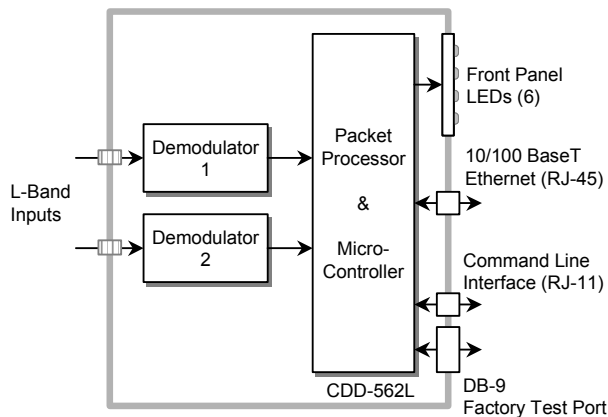 L-Band
Inputs
Demodulator
1
Demodulator
2
Packet
Processor
&
Micro-
Controller
CDD-562L
Front Panel
LEDs (6)
10/100 BaseT
Ethernet (RJ-45)
Command Line
Interface (RJ-11)
DB-9
Factory Test Port